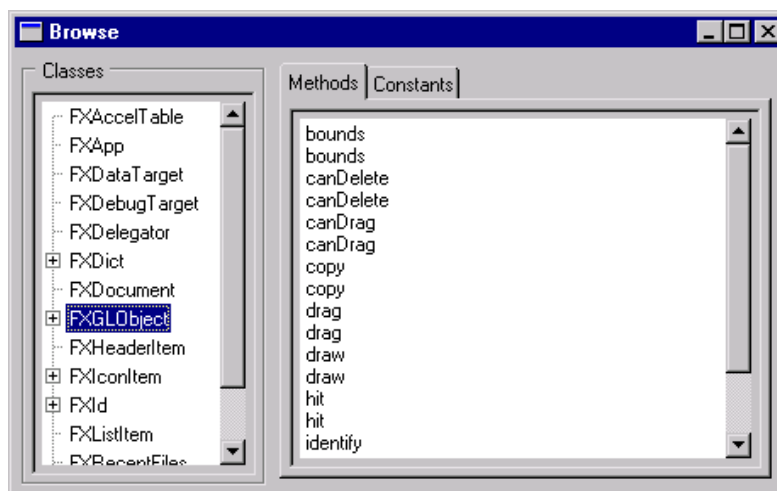 Browse
Classes
FXAccelTable
FXApp
FXDataTarget
FXDebugTarget
FXDelegator
FXDict
FXDocument
FXGLObject
FXHeaderItem
FXIconItem
FXId
FXListItem
FXRecentFiles
Methods Constants
bounds
bounds
canDelete
canDelete
canDrag
canDrag
copy
copy
drag
drag
draw
draw
hit
hit
identify